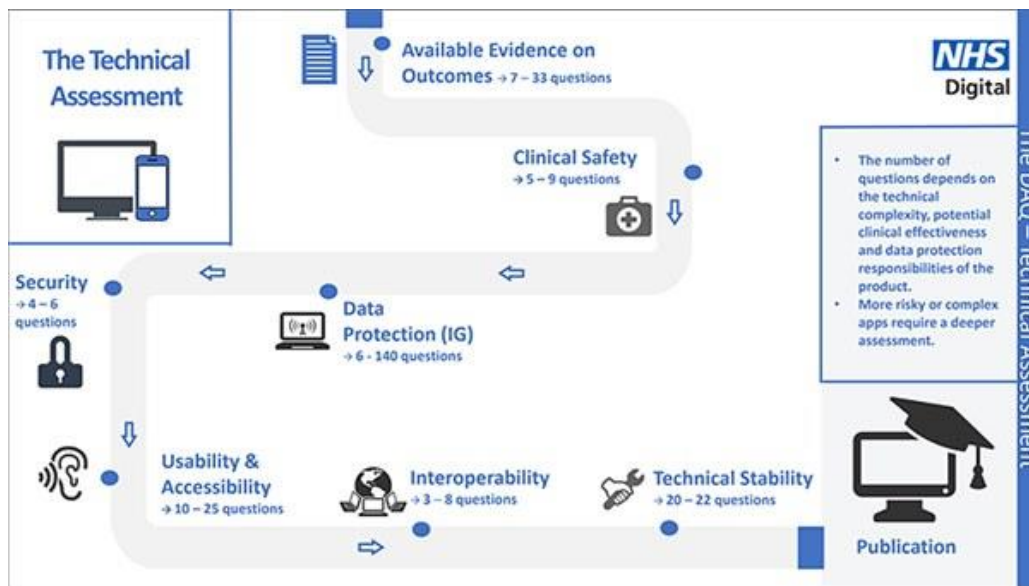 The Technical
Assessment
Available Evidence on
Outcomes → 7 – 33 questions
NHS
Digital
Clinical Safety
→ 5 – 9 questions
• The number of
questions depends on
the technical
complexity, potential
clinical effectiveness
and data protection
responsibilities of the
product.
• More risky or complex
apps require a deeper
assessment.
The DAQ – Technical Assessment
Security
→ 4 – 6
questions
Data
Protection (IG)
→ 6 - 140 questions
Usability &
Accessibility
→ 10 – 25 questions
Interoperability
→ 3 – 8 questions
Technical Stability
→ 20 – 22 questions
Publication